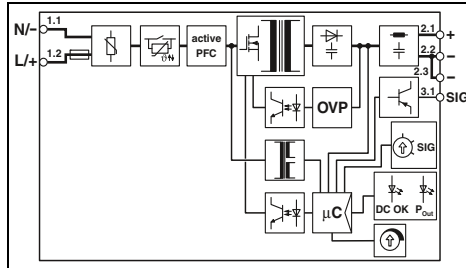 N/− 1.1
L/+ 1.2
ϑ
active
PFC
2.1 +
2.2 −
2.3 −
3.1 SIG
OVP
SIG
µC
DC OK P_Out